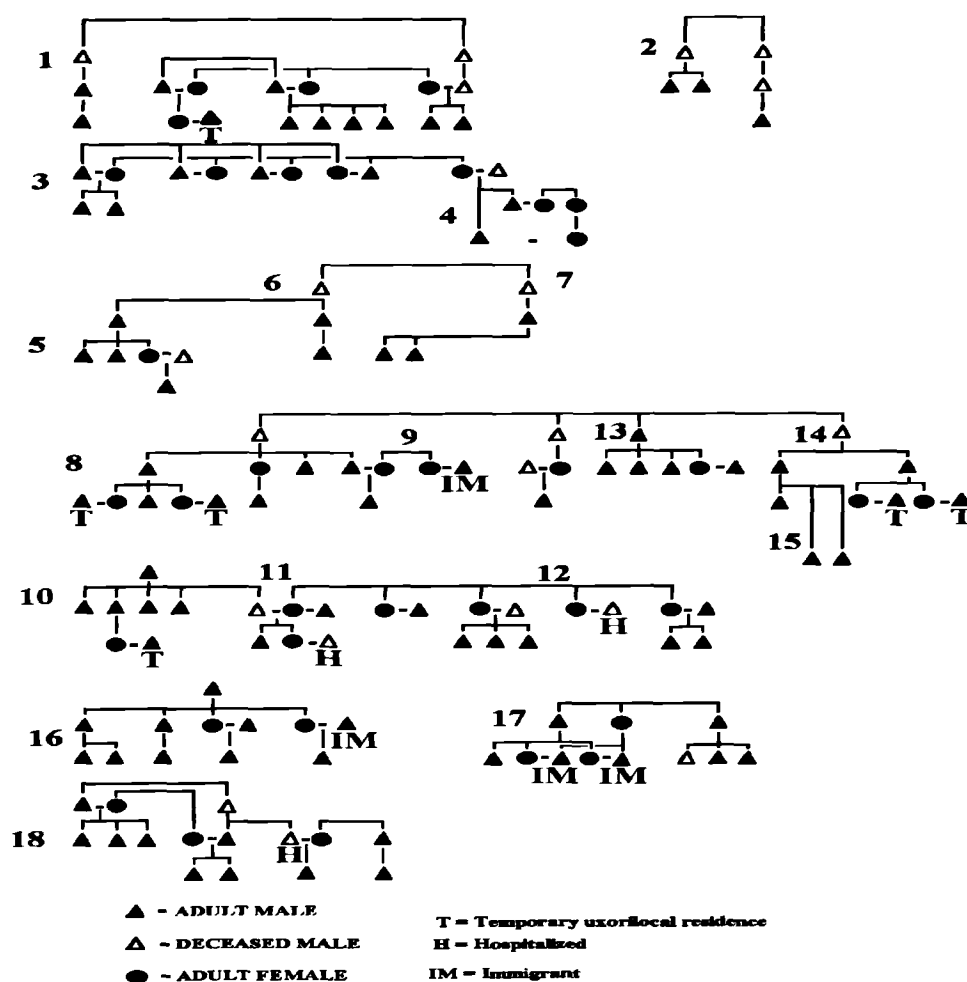 1
2
T
3
4
6
7
5
9
13
14
8
IM
T
T
T
T
15
11
12
10
H
T
H
16
IM
17
IM
IM
18
H
▲ - ADULT MALE
△ - DECEASED MALE
● - ADULT FEMALE
T = Temporary uxorilocal residence
H = Hospitalized
IM = Immigrant